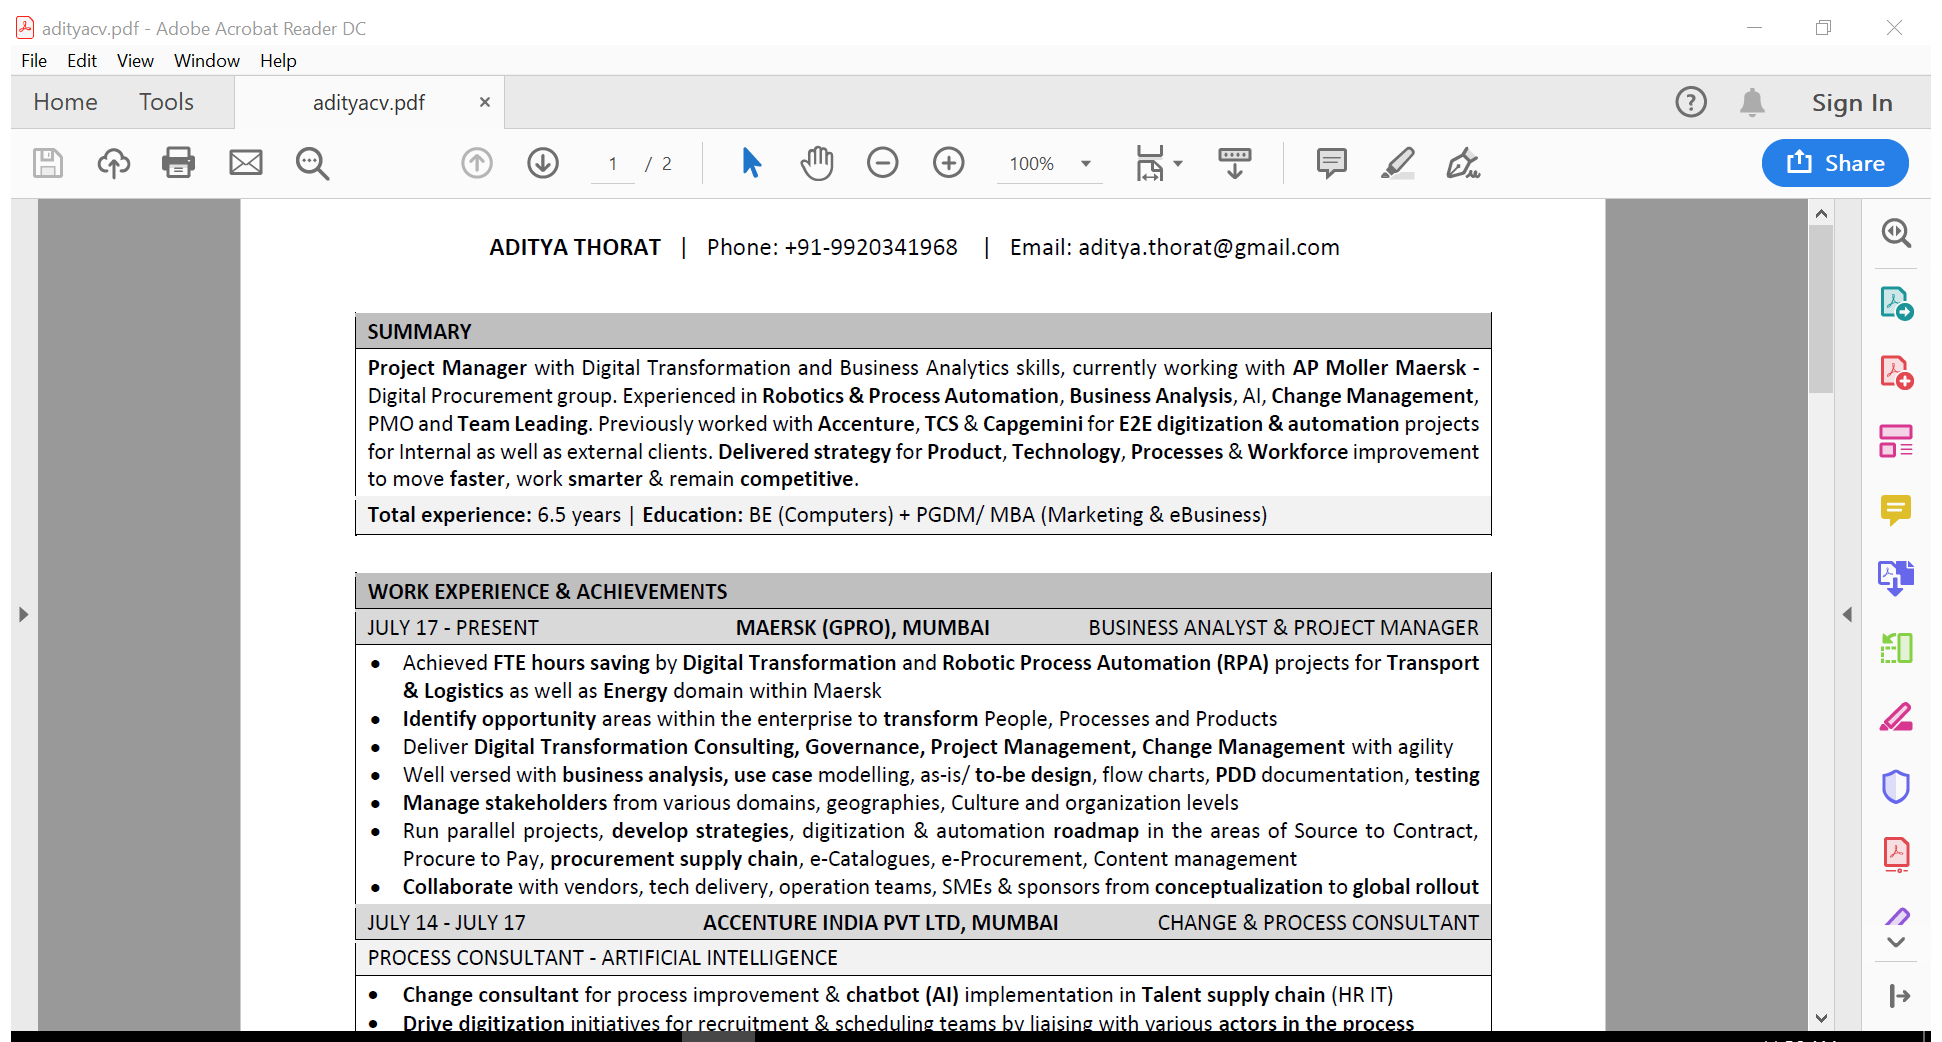 adityacv.pdf - Adobe Acrobat Reader DC
File Edit View Window Help
Home Tools adityacv.pdf × ? Sign In
1 / 2 100% Share
ADITYA THORAT | Phone: +91-9920341968 | Email: aditya.thorat@gmail.com
SUMMARY
Project Manager with Digital Transformation and Business Analytics skills, currently working with AP Moller Maersk -
Digital Procurement group. Experienced in Robotics & Process Automation, Business Analysis, AI, Change Management,
PMO and Team Leading. Previously worked with Accenture, TCS & Capgemini for E2E digitization & automation projects
for Internal as well as external clients. Delivered strategy for Product, Technology, Processes & Workforce improvement
to move faster, work smarter & remain competitive.
Total experience: 6.5 years | Education: BE (Computers) + PGDM/ MBA (Marketing & eBusiness)
WORK EXPERIENCE & ACHIEVEMENTS
JULY 17 - PRESENT MAERSK (GPRO), MUMBAI BUSINESS ANALYST & PROJECT MANAGER
• Achieved FTE hours saving by Digital Transformation and Robotic Process Automation (RPA) projects for Transport
& Logistics as well as Energy domain within Maersk
• Identify opportunity areas within the enterprise to transform People, Processes and Products
• Deliver Digital Transformation Consulting, Governance, Project Management, Change Management with agility
• Well versed with business analysis, use case modelling, as-is/ to-be design, flow charts, PDD documentation, testing
• Manage stakeholders from various domains, geographies, Culture and organization levels
• Run parallel projects, develop strategies, digitization & automation roadmap in the areas of Source to Contract,
Procure to Pay, procurement supply chain, e-Catalogues, e-Procurement, Content management
• Collaborate with vendors, tech delivery, operation teams, SMEs & sponsors from conceptualization to global rollout
JULY 14 - JULY 17 ACCENTURE INDIA PVT LTD, MUMBAI CHANGE & PROCESS CONSULTANT
PROCESS CONSULTANT - ARTIFICIAL INTELLIGENCE
• Change consultant for process improvement & chatbot (AI) implementation in Talent supply chain (HR IT)
• Drive digitization initiatives for recruitment & scheduling teams by liaising with various actors in the process